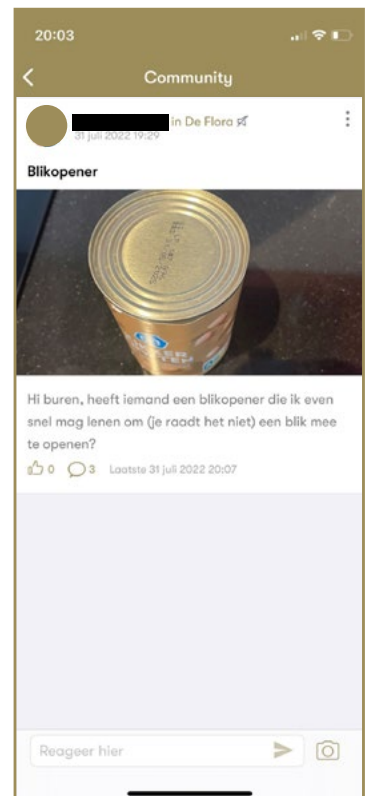 20:03
Community
in De Flora
31 juli 2022 19:29
Blikopener
Hi buren, heeft iemand een blikopener die ik even
snel mag lenen om (je raadt het niet) een blik mee
te openen?
0 3 Laatste 31 juli 2022 20:07
Reageer hier